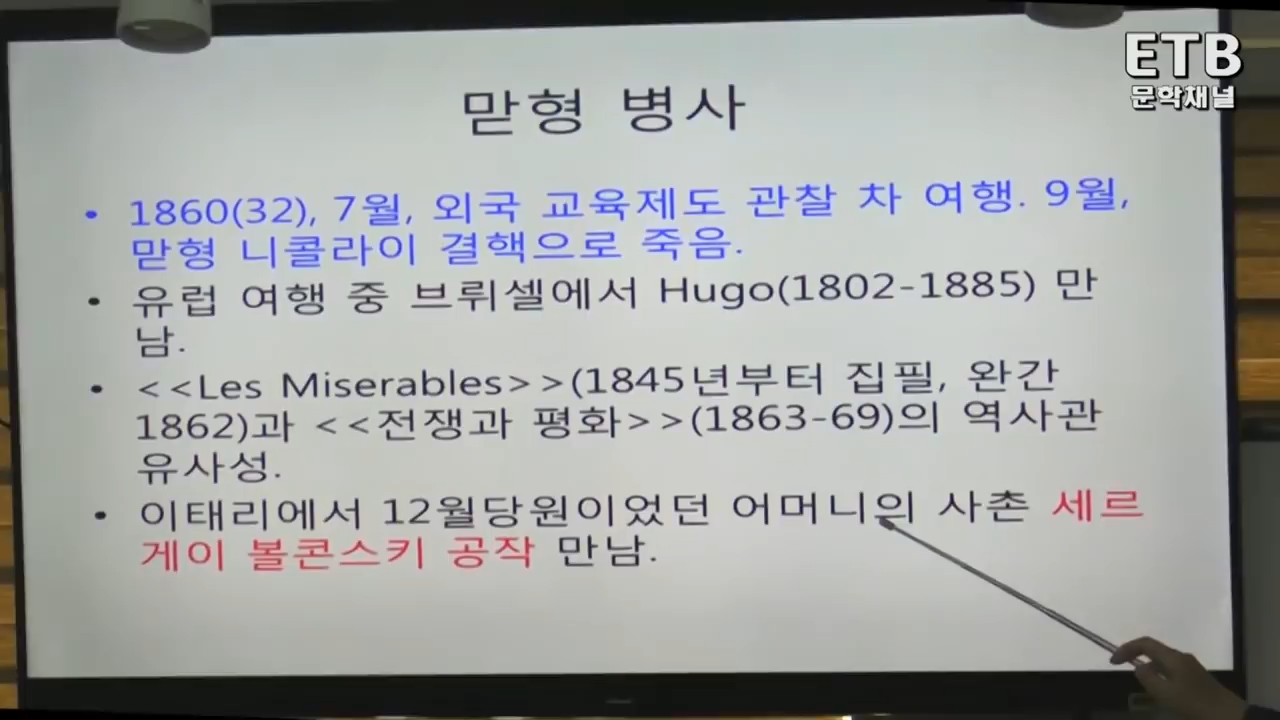 ETB
문학채널
맏형 병사
• 1860(32), 7월, 외국 교육제도 관찰 차 여행. 9월,
맏형 니콜라이 결핵으로 죽음.
• 유럽 여행 중 브뤼셀에서 Hugo(1802-1885) 만
남.
• <<Les Miserables>>(1845년부터 집필, 완간
1862)과 <<전쟁과 평화>>(1863-69)의 역사관
유사성.
• 이태리에서 12월당원이었던 어머니의 사촌 세르
게이 볼콘스키 공작 만남.